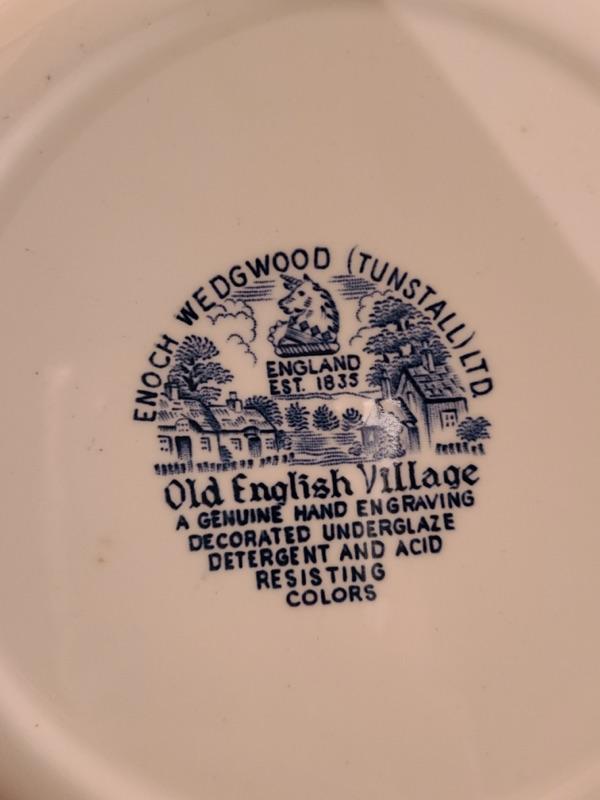 ENOCH WEDGWOOD (TUNSTALL) LTD.
ENGLAND
EST. 1835
Old English Village
A GENUINE HAND ENGRAVING
DECORATED UNDERGLAZE
DETERGENT AND ACID
RESISTING
COLORS